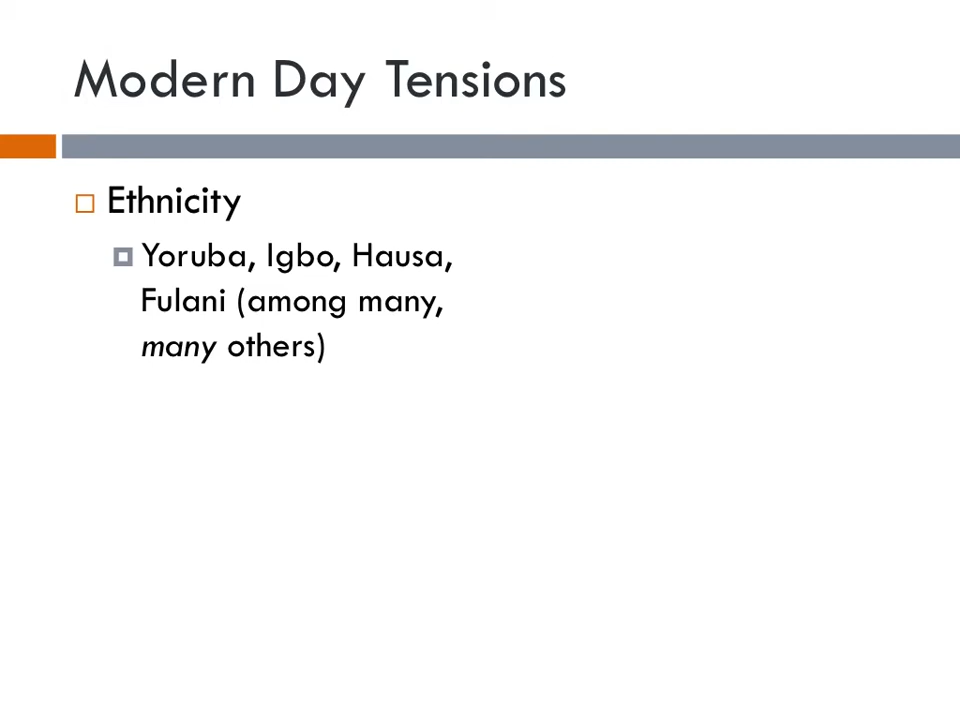 Modern Day Tensions
Ethnicity
Yoruba, Igbo, Hausa,
Fulani (among many,
many others)